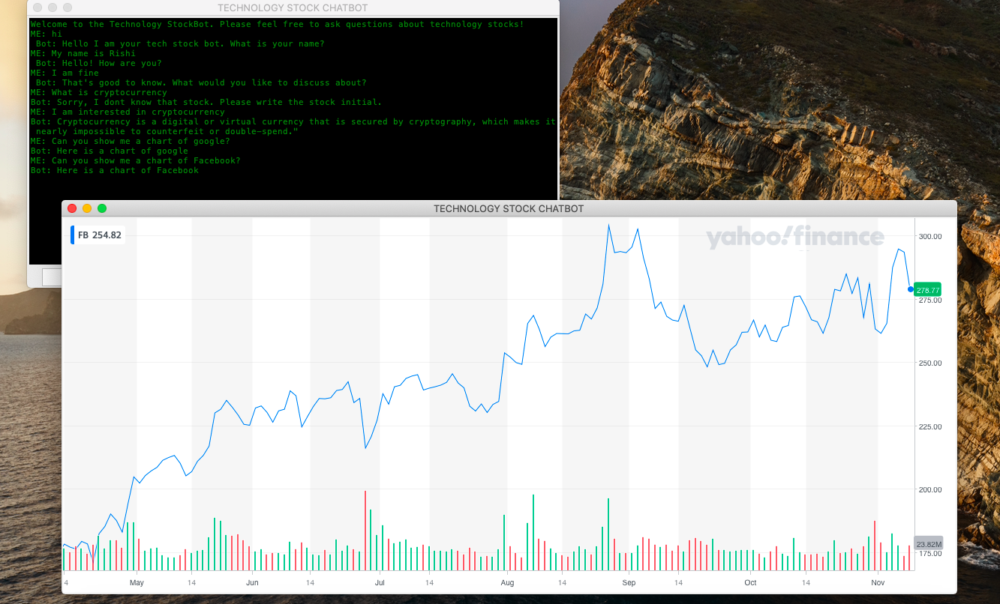 TECHNOLOGY STOCK CHATBOT
Welcome to the Technology StockBot. Please feel free to ask questions about technology stocks!
ME: hi
Bot: Hello I am your tech stock bot. What is your name?
ME: My name is Rishi
Bot: Hello! How are you?
ME: I am fine
Bot: That's good to know. What would you like to discuss about?
ME: What is cryptocurrency
Bot: Sorry, I dont know that stock. Please write the stock initial.
ME: I am interested in cryptocurrency
Bot: Cryptocurrency is a digital or virtual currency that is secured by cryptography, which makes it
nearly impossible to counterfeit or double-spend."
ME: Can you show me a chart of google?
Bot: Here is a chart of google
ME: Can you show me a chart of Facebook?
Bot: Here is a chart of Facebook
TECHNOLOGY STOCK CHATBOT
FB 254.82
yahoo!finance
300.00
278.77
275.00
250.00
225.00
200.00
23.82M
175.00
4 May 14 Jun 14 Jul 14 Aug 14 Sep 14 Oct 14 Nov